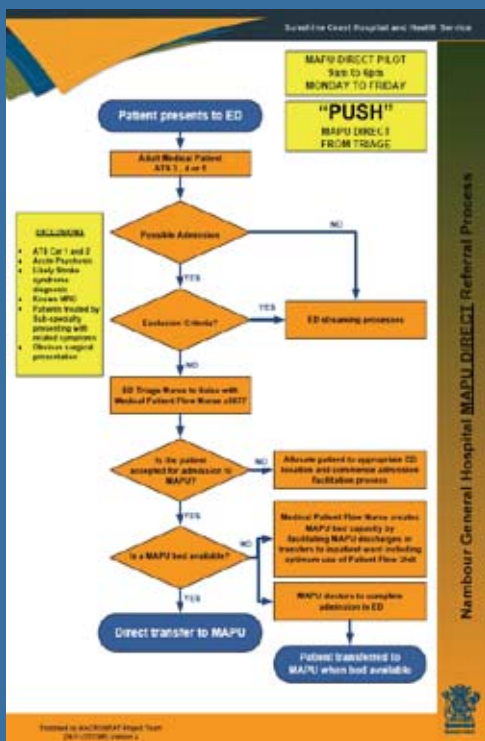 Sunshine Coast Hospital and Health Service
MAPU DIRECT PILOT
9am to 6pm
MONDAY TO FRIDAY
"PUSH"
MAPU DIRECT
FROM TRIAGE
Patient presents to ED
Adult Medical Patient
ATS 3, 4 or 5
Possible Admission
NO
YES
EXCLUSIONS
ATS Cat 1 and 2
Acute Psychosis
Likely Stroke
syndrome
diagnosis
Known
Patients treated by
Sub-specialty
presenting with
related symptoms
Obvious surgical
presentation
Exclusion Criteria?
YES
ED streaming processes
NO
ED Triage Nurse to liaise with
Medical Patient Flow Nurse
Is the patient
accepted for admission to
MAPU?
NO
Allocate patient to appropriate ED
location and commence admission
facilitation process
YES
Is a MAPU bed available?
NO
Medical Patient Flow Nurse creates
MAPU bed capacity by
facilitating MAPU discharges or
transfers to inpatient ward including
optimum use of Patient Flow Unit
MAPU doctors to complete
admission in ED
YES
Direct transfer to MAPU
Patient transferred to
MAPU when bed available
Nambour General Hospital MAPU DIRECT Referral Process
Project Team